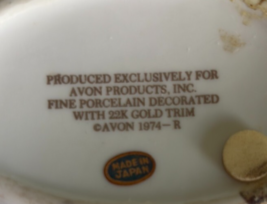 PRODUCED EXCLUSIVELY FOR
AVON PRODUCTS, INC.
FINE PORCELAIN DECORATED
WITH 22K GOLD TRIM
©AVON 1974-R
MADE IN
JAPAN